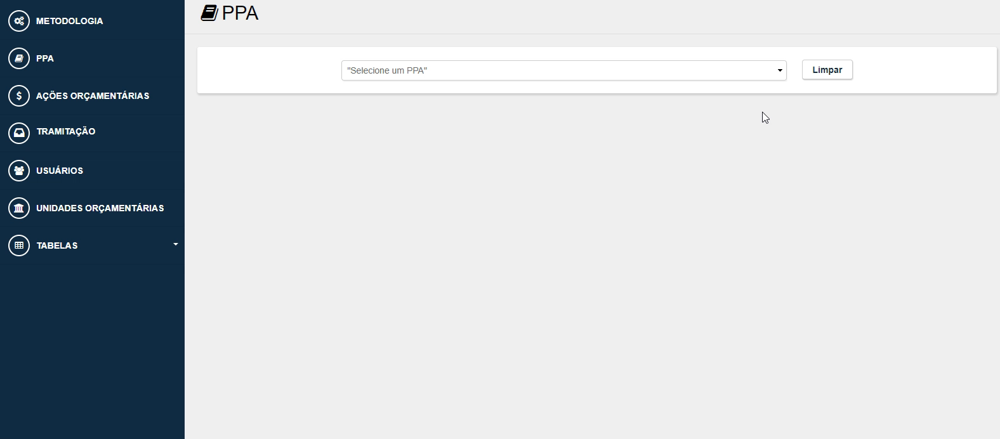 METODOLOGIA
PPA
AÇÕES ORÇAMENTÁRIAS
TRAMITAÇÃO
USUÁRIOS
UNIDADES ORÇAMENTÁRIAS
TABELAS
PPA
"Selecione um PPA"
Limpar